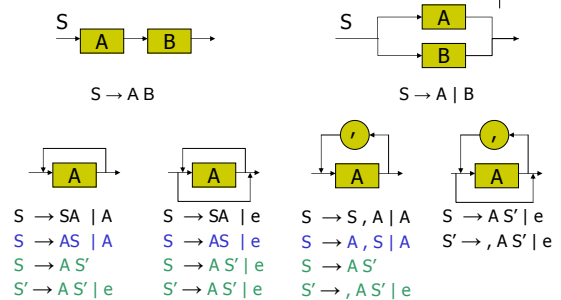 S
A
B
S → A B
S
A
B
S → A | B
A
S → SA | A
S → AS | A
S → A S'
S' → A S' | e
A
S → SA | e
S → AS | e
S → A S' | e
S' → A S' | e
,
A
S → S , A | A
S → A , S | A
S → A S'
S' → , A S' | e
,
A
S → A S' | e
S' → , A S' | e